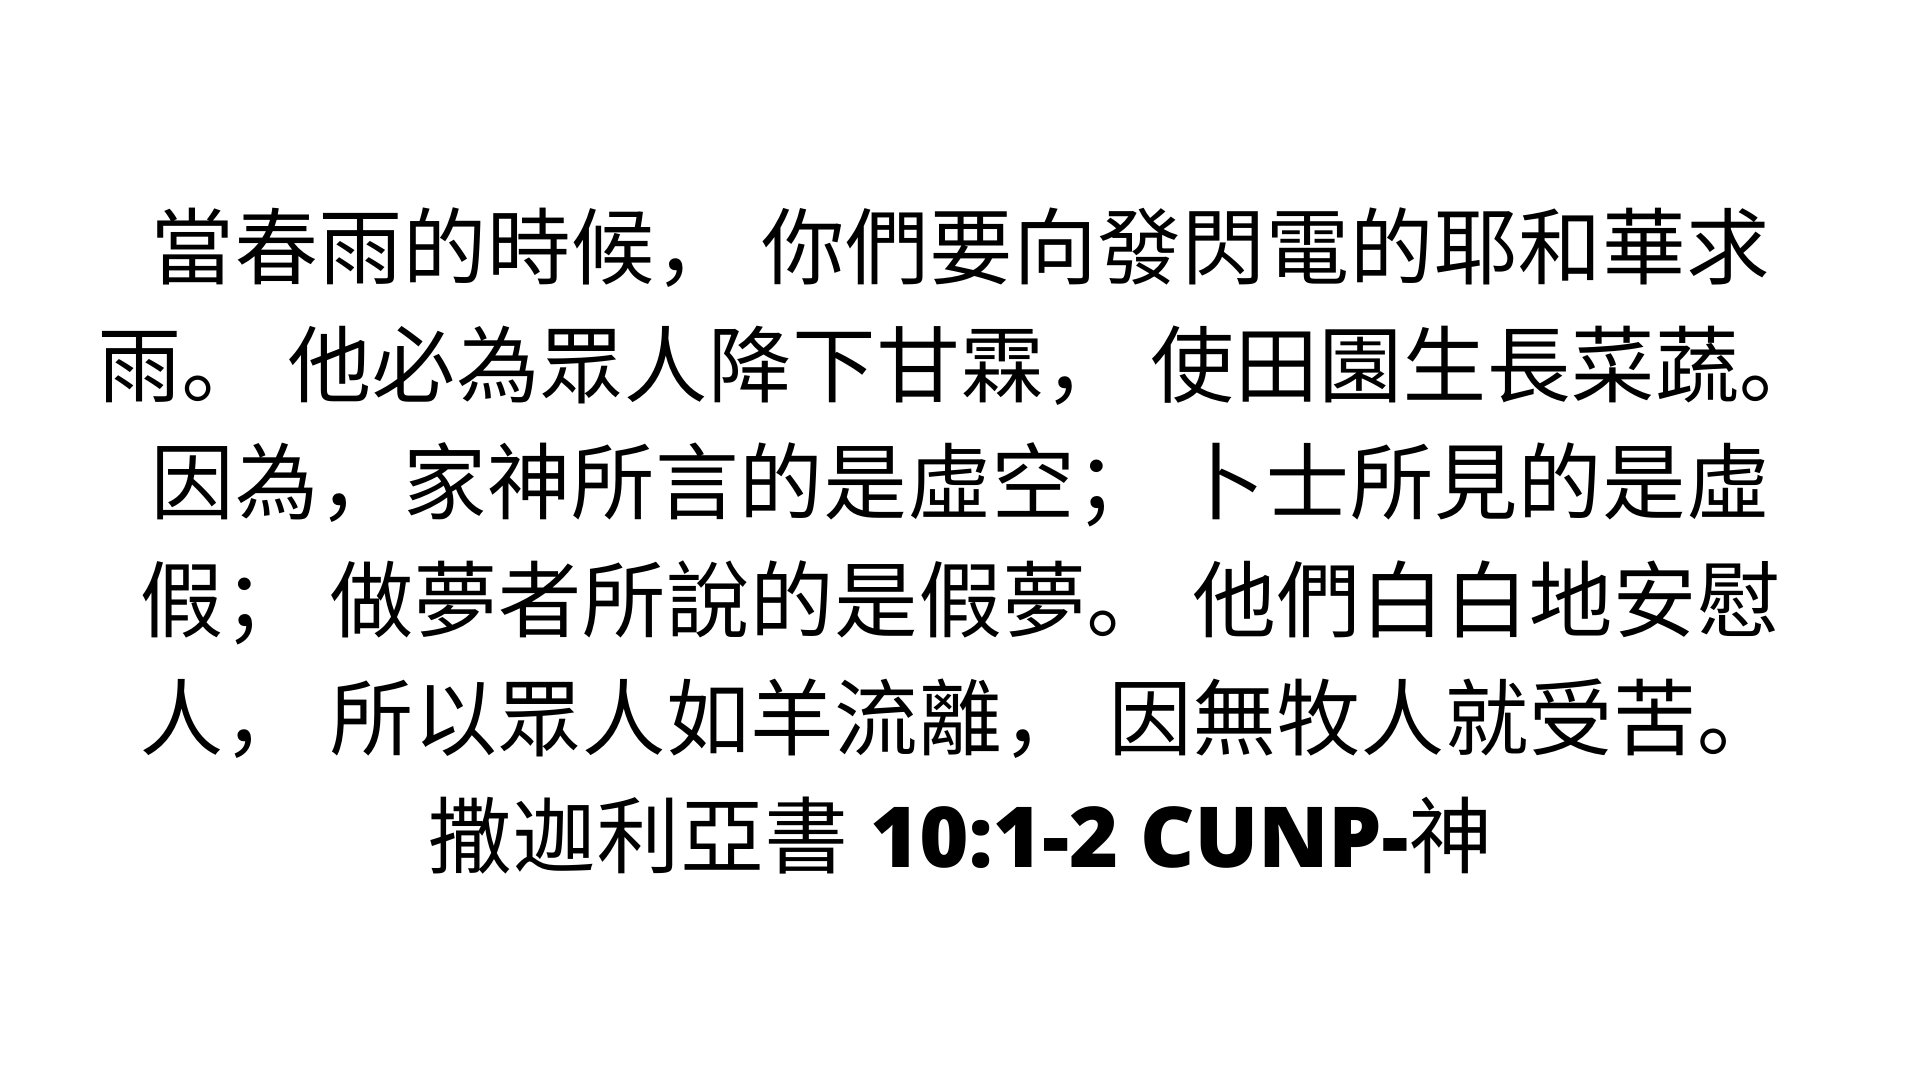 當春雨的時候， 你們要向發閃電的耶和華求
雨。 他必為眾人降下甘霖， 使田園生長菜蔬。
因為，家神所言的是虛空； 卜士所見的是虛
假； 做夢者所說的是假夢。 他們白白地安慰
人， 所以眾人如羊流離， 因無牧人就受苦。
撒迦利亞書 10:1-2 CUNP-神